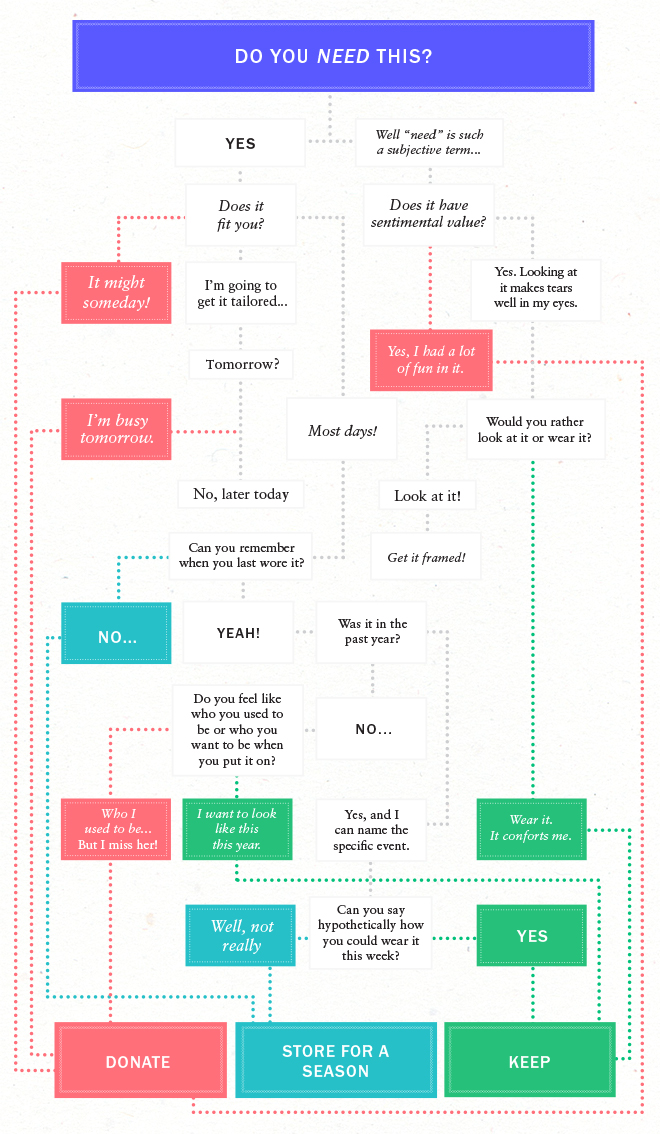 DO YOU NEED THIS?
YES
Well “need” is such
a subjective term...
Does it
fit you?
Does it have
sentimental value?
It might
someday!
I’m going to
get it tailored...
Yes. Looking at
it makes tears
well in my eyes.
Tomorrow?
Yes, I had a lot
of fun in it.
I’m busy
tomorrow.
Most days!
Would you rather
look at it or wear it?
No, later today
Look at it!
Can you remember
when you last wore it?
Get it framed!
NO...
YEAH!
Was it in the
past year?
Do you feel like
who you used to
be or who you
want to be when
you put it on?
NO...
Who I
used to be...
But I miss her!
I want to look
like this
this year.
Yes, and I
can name the
specific event.
Wear it.
It conforts me.
Well, not
really
Can you say
hypothetically how
you could wear it
this week?
YES
DONATE
STORE FOR A
SEASON
KEEP